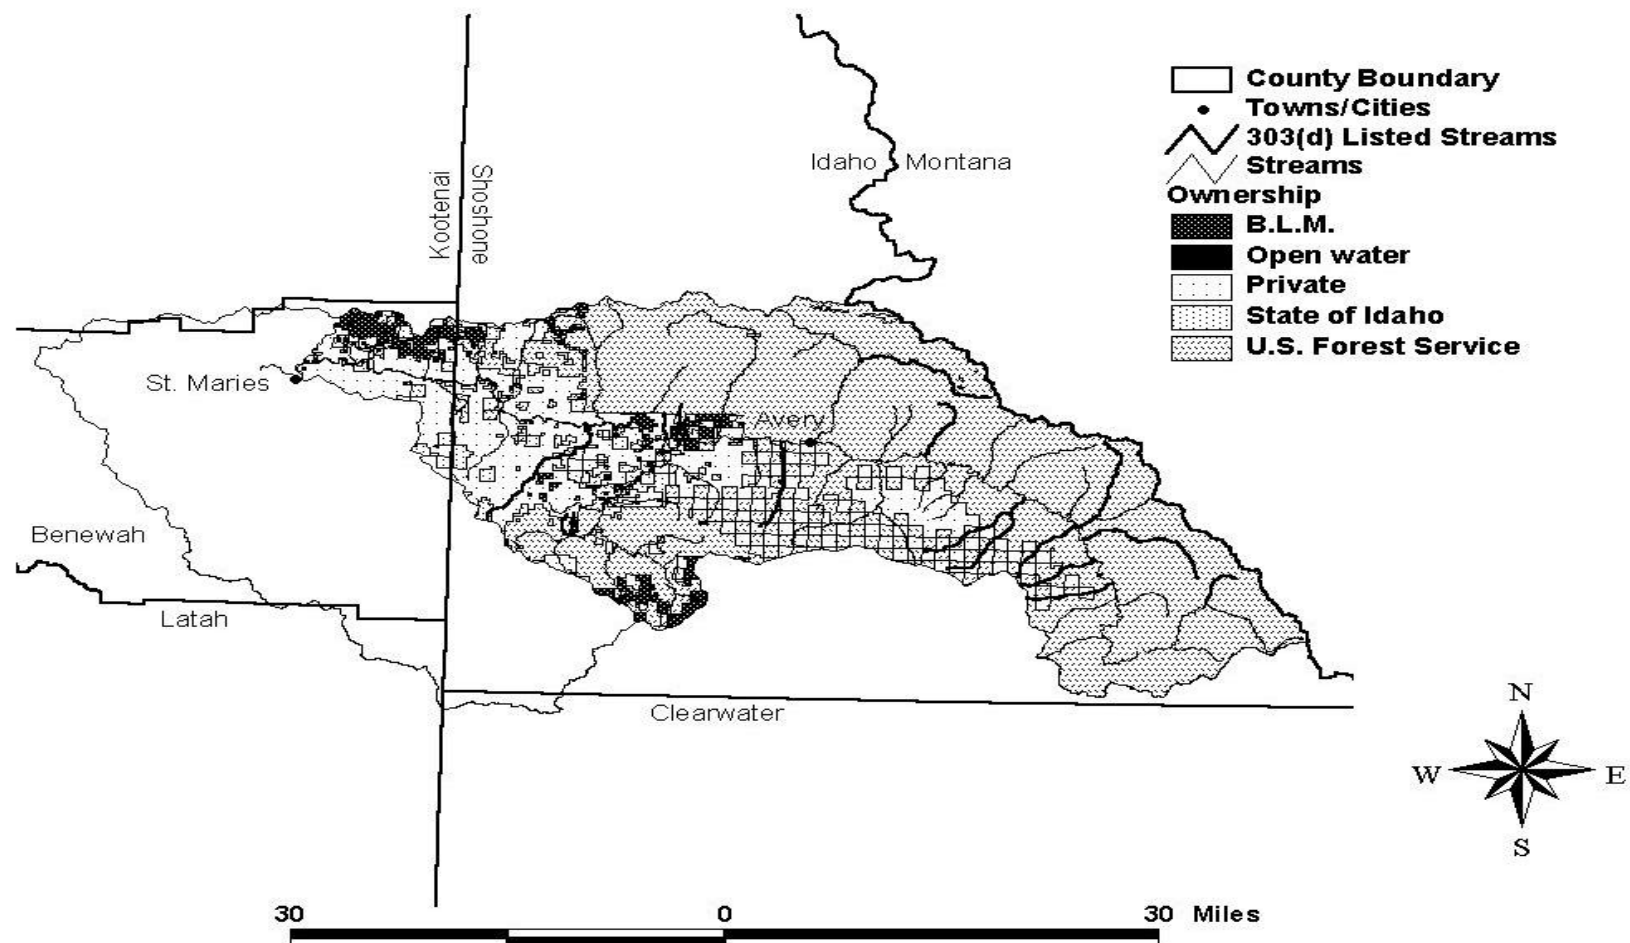 County Boundary
Towns/Cities
303(d) Listed Streams
Idaho Montana
Streams
Kootenai
Shoshone
Ownership
B.L.M.
Open water
Private
State of Idaho
U.S. Forest Service
St. Maries
Avery
Benewah
Latah
Clearwater
N
W E
S
30 0 30 Miles